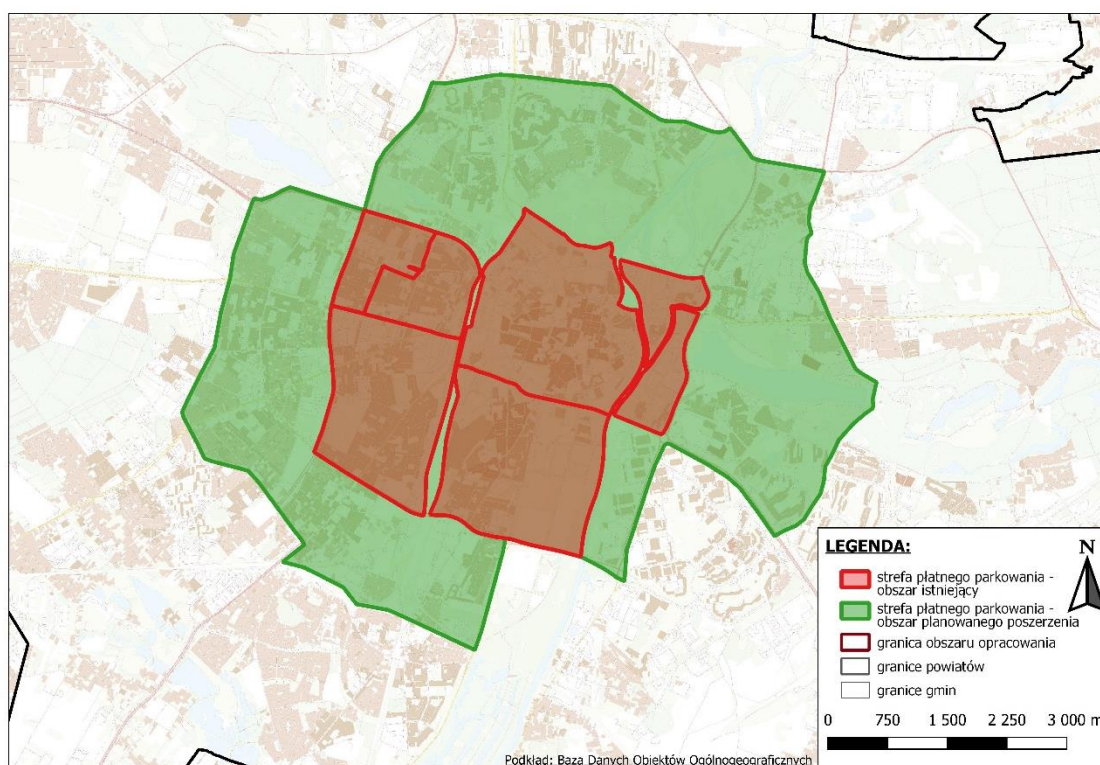 LEGENDA:
N
strefa płatnego parkowania -
obszar istniejący
strefa płatnego parkowania -
obszar planowanego poszerzenia
granica obszaru opracowania
granice powiatów
granice gmin
0 750 1 500 2 250 3 000 m
Podkład: Baza Danych Obiektów Ogólnogeograficznych